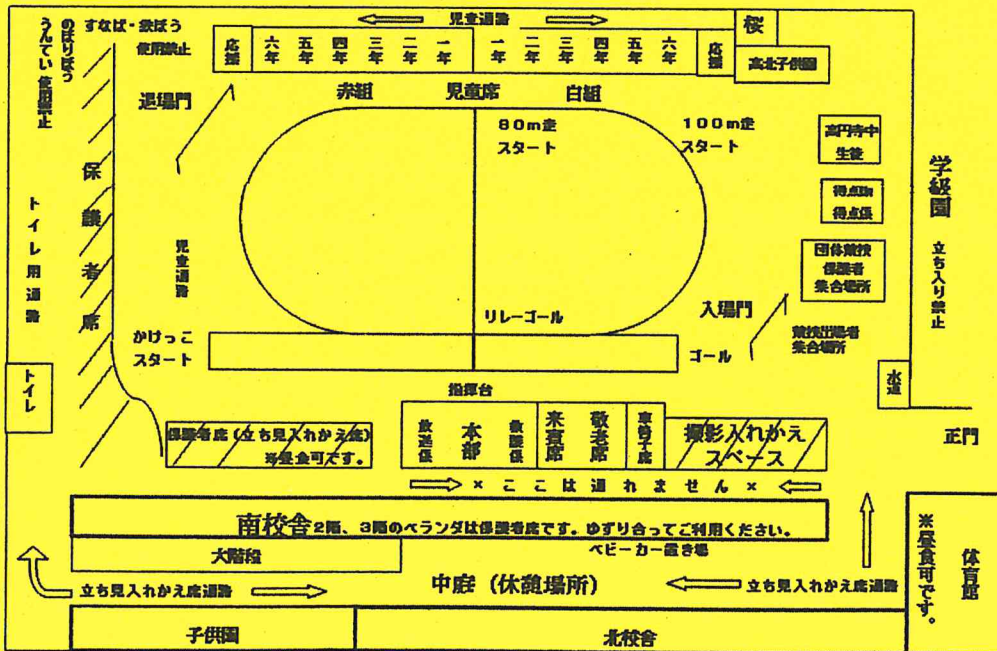 のぼりぼう
うんてい 使用禁止
すなば・鉄ぼう
使用禁止
児童通路
応援
六年
五年
四年
三年
二年
一年
一年
二年
三年
四年
五年
六年
応援
桜
高北子供園
退場門
赤組
児童席
白組
80m走
スタート
100m走
スタート
高円寺中
生徒
得点板
得点係
団体競技
保護者
集合場所
学級園 立ち入り禁止
保護者席
トイレ用通路
児童通路
リレーゴール
入場門
競技出場者
集合場所
かけっこ
スタート
ゴール
トイレ
水道
指揮台
保護者席(立ち見入れかえ席)
※昼食可です。
放送係
本部
救護係
来賓席
敬老席
車椅子席
撮影入れかえ
スペース
正門
×ここは通れません×
南校舎2階、3階のベランダは保護者席です。ゆずり合ってご利用ください。
大階段
ベビーカー置き場
立ち見入れかえ席通路
中庭(休憩場所)
立ち見入れかえ席通路
体育館
※昼食可です。
子供園
北校舎